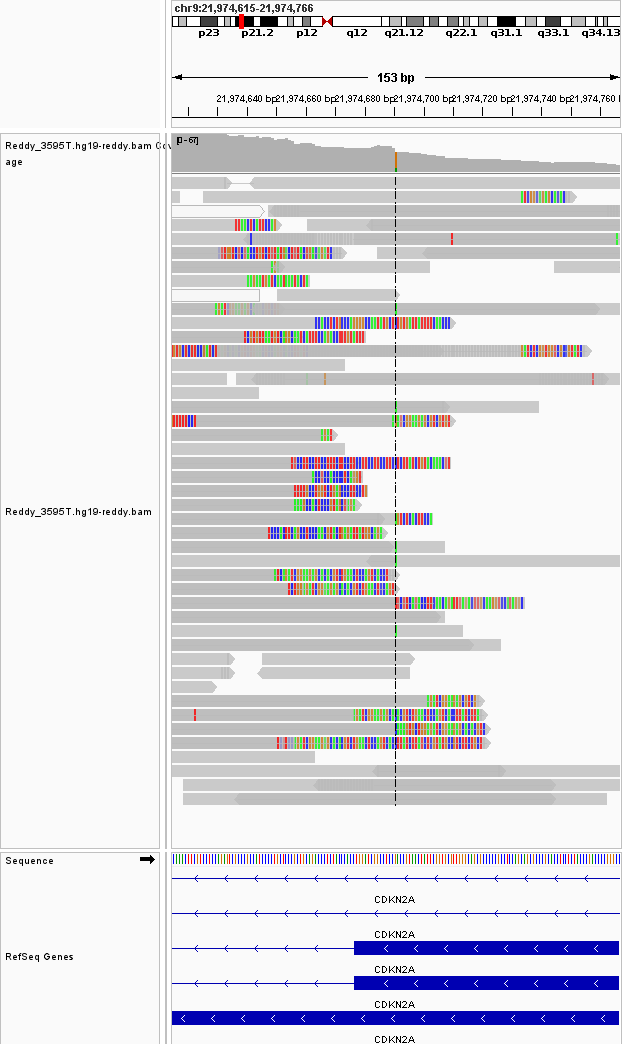 chr9:21,974,615-21,974,766
p23 p21.2 p12 q12 q21.12 q22.1 q31.1 q33.1 q34.13
153 bp
21,974,640 bp 21,974,660 bp 21,974,680 bp 21,974,700 bp 21,974,720 bp 21,974,740 bp 21,974,760 b
[0 - 67]
Reddy_3595T.hg19-reddy.bam Cov
age
Reddy_3595T.hg19-reddy.bam
Sequence
CDKN2A
CDKN2A
RefSeq Genes
CDKN2A
CDKN2A
CDKN2A